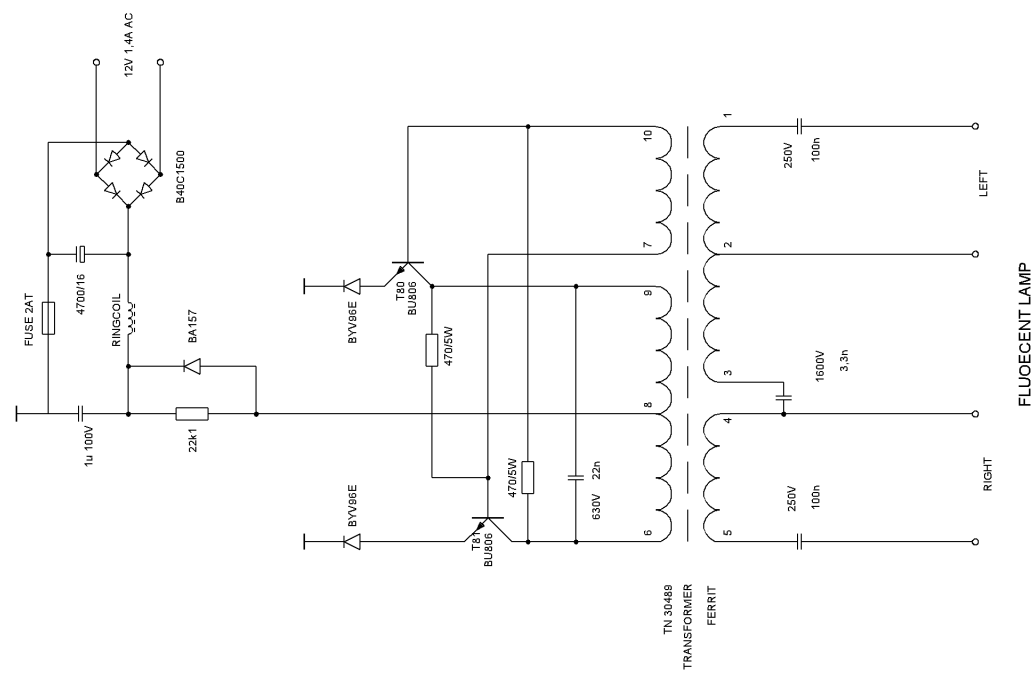 12V 1,4A AC
B40C1500
4700/16
FUSE 2AT
RINGCOIL
BA157
1u 100V
22k1
BYV96E
T80
BU806
470/5W
BYV96E
T81
BU806
470/5W
630V
22n
10
7
9
8
6
1
2
3
4
5
250V
100n
1600V
3,3n
250V
100n
LEFT
RIGHT
FLUOECENT LAMP
TN 30489
TRANSFORMER
FERRIT